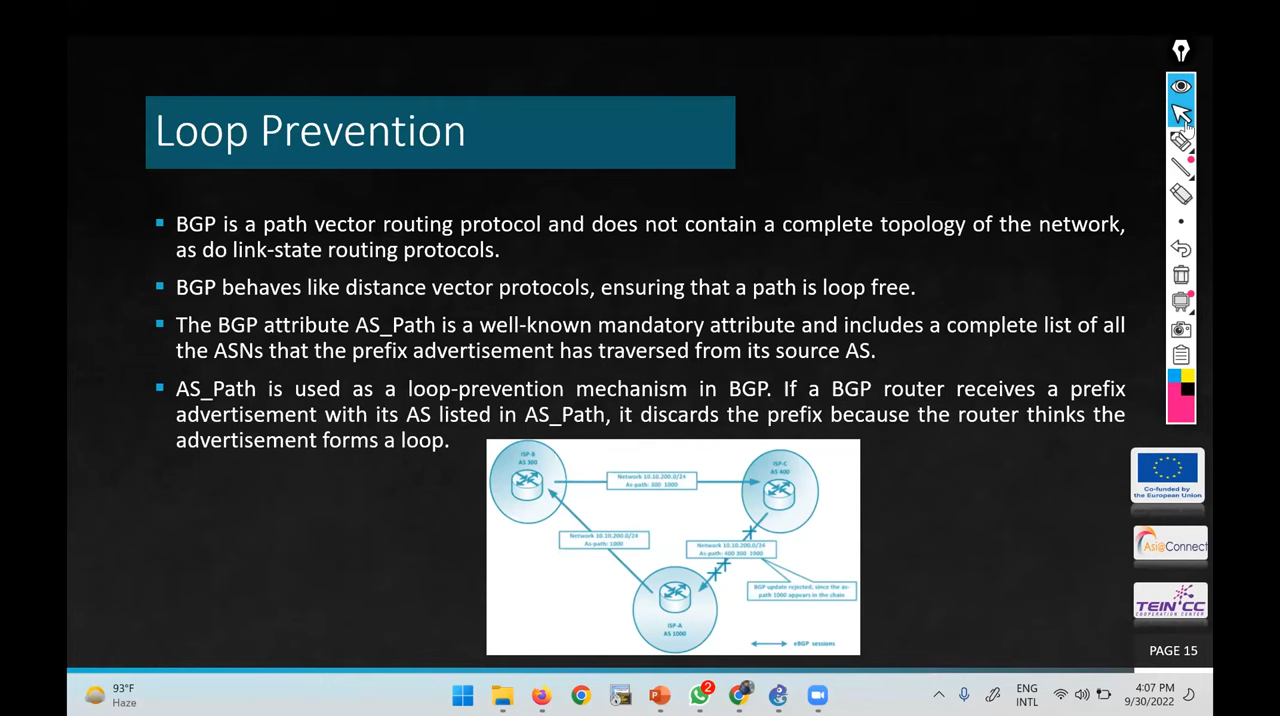 Loop Prevention
BGP is a path vector routing protocol and does not contain a complete topology of the network,
as do link-state routing protocols.
BGP behaves like distance vector protocols, ensuring that a path is loop free.
The BGP attribute AS_Path is a well-known mandatory attribute and includes a complete list of all
the ASNs that the prefix advertisement has traversed from its source AS.
AS_Path is used as a loop-prevention mechanism in BGP. If a BGP router receives a prefix
advertisement with its AS listed in AS_Path, it discards the prefix because the router thinks the
advertisement forms a loop.
ISP-B
AS 300
Network 10.10.200.0/24
As-path: 300 1000
ISP-C
AS 400
Network 10.10.200.0/24
As-path: 1000
Network 10.10.200.0/24
As-path: 400 300 1000
BGP update rejected, since the as-
path 1000 appears in the chain
ISP-A
AS 1000
eBGP sessions
Co-funded by
the European Union
Asi@Connect
TEIN*CC
COOPERATION CENTER
PAGE 15
93°F
Haze
2
ENG
INTL
4:07 PM
9/30/2022